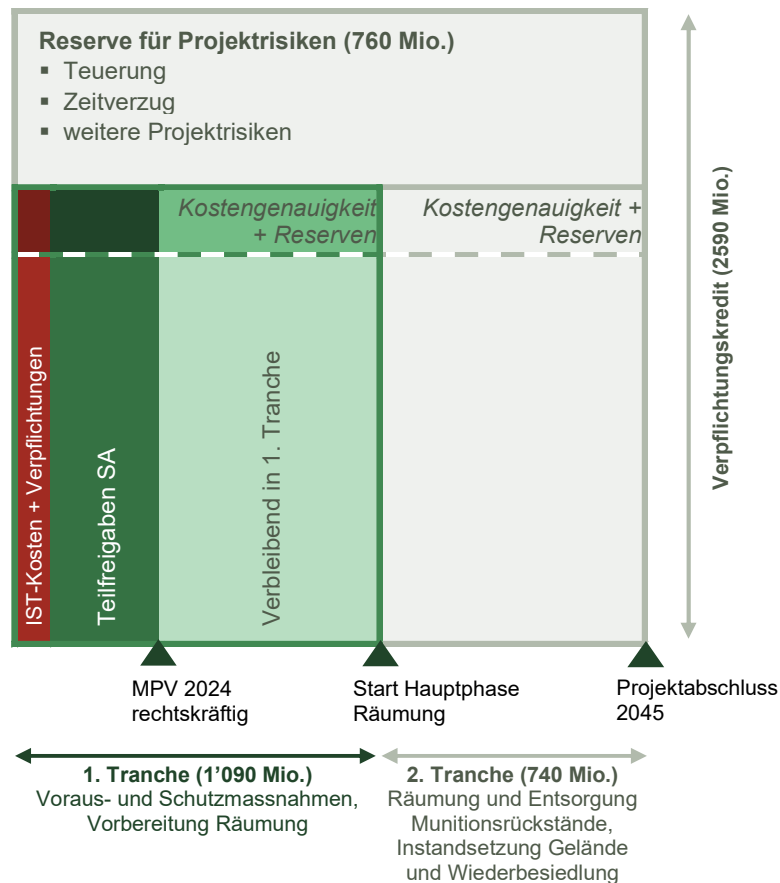 Reserve für Projektrisiken (760 Mio.)
▪ Teuerung
▪ Zeitverzug
▪ weitere Projektrisiken
Kostengenauigkeit
+ Reserven
Kostengenauigkeit +
Reserven
IST-Kosten + Verpflichtungen
Teilfreigaben SA
Verbleibend in 1. Tranche
Verpflichtungskredit (2590 Mio.)
MPV 2024
rechtskräftig
Start Hauptphase
Räumung
Projektabschluss
2045
1. Tranche (1’090 Mio.)
Voraus- und Schutzmassnahmen,
Vorbereitung Räumung
2. Tranche (740 Mio.)
Räumung und Entsorgung
Munitionsrückstände,
Instandsetzung Gelände
und Wiederbesiedlung